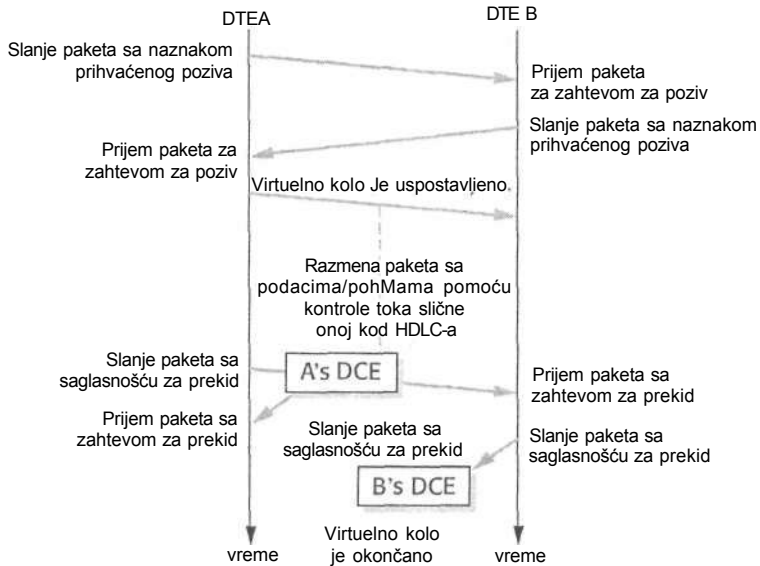 DTEA
DTE B
Slanje paketa sa naznakom
prihvaćenog poziva
Prijem paketa
za zahtevom za poziv
Slanje paketa sa naznakom
prihvaćenog poziva
Prijem paketa za
zahtevom za poziv
Virtuelno kolo Je uspostavljeno.
Razmena paketa sa
podacima/pohMama pomoću
kontrole toka slične
onoj kod HDLC-a
Slanje paketa sa
saglasnošću za prekid
A's DCE
Prijem paketa sa
zahtevom za prekid
Prijem paketa sa
zahtevom za prekid
Slanje paketa sa
saglasnošću za prekid
Slanje paketa sa
saglasnošću za prekid
B's DCE
Virtuelno kolo
je okončano
vreme
vreme